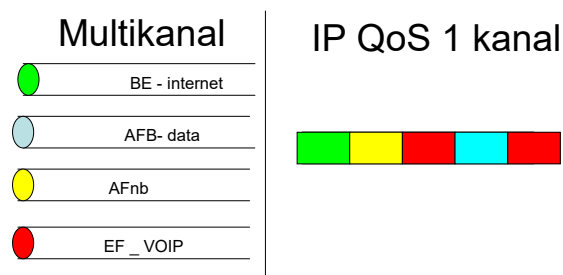 Multikanal
BE - internet
AFB- data
AFnb
EF _ VOIP
IP QoS 1 kanal